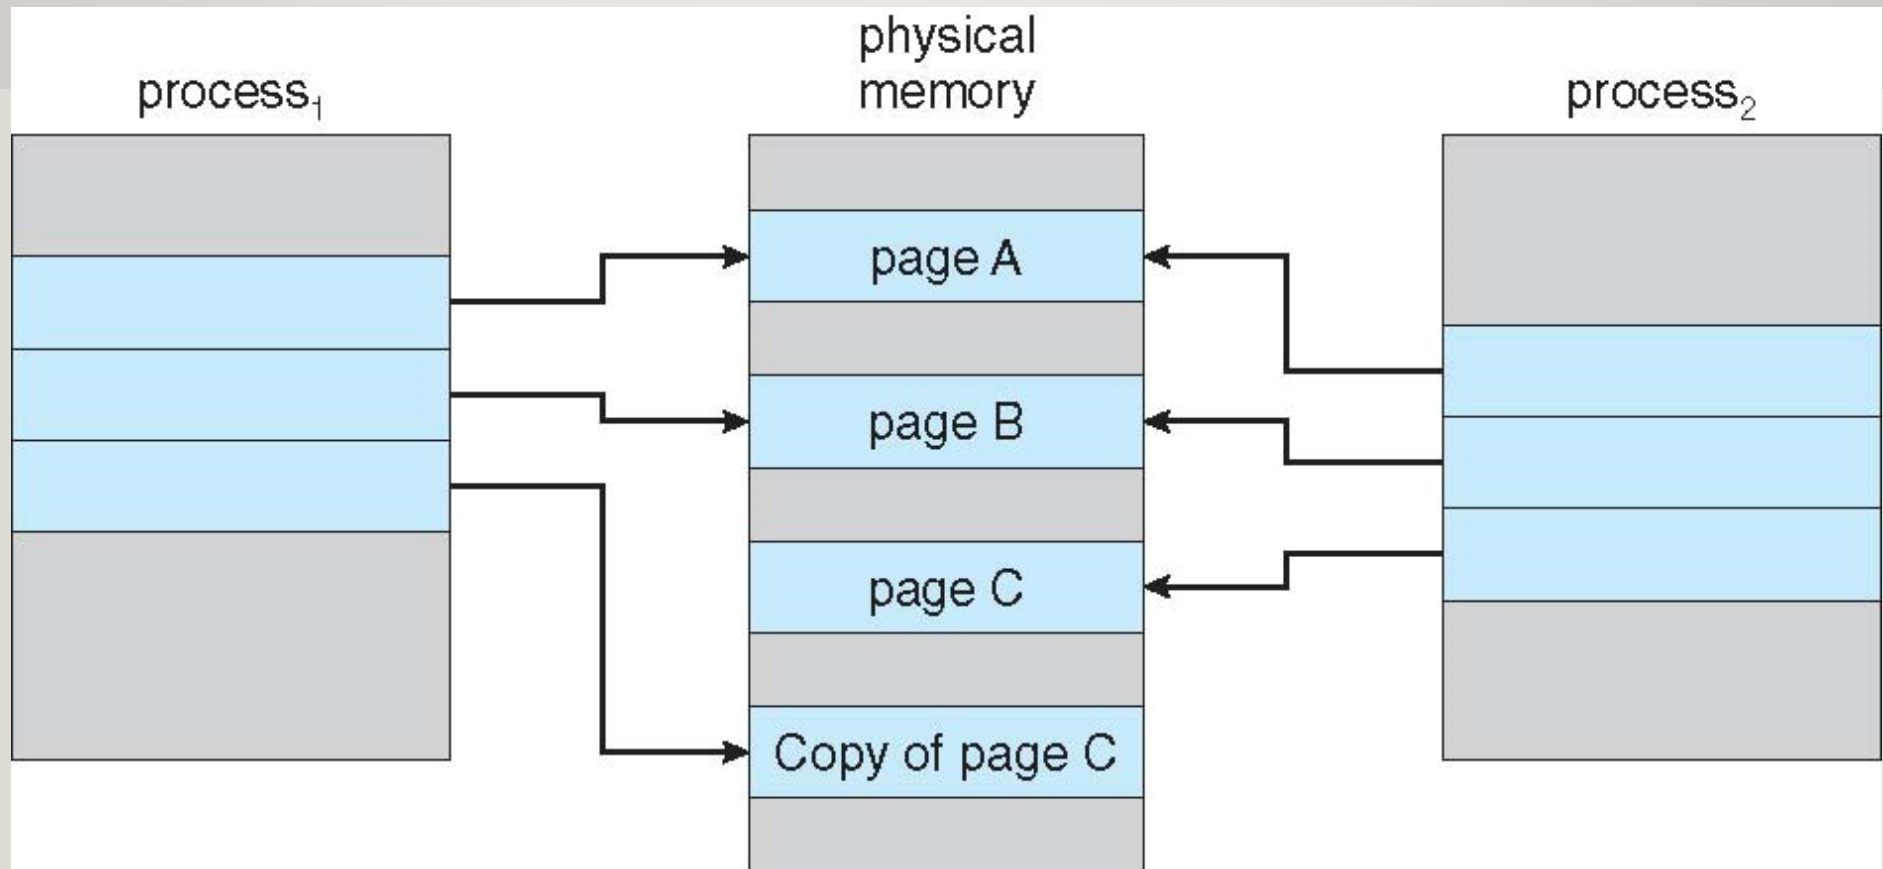 physical
memory
process₁
process₂
page A
page B
page C
Copy of page C